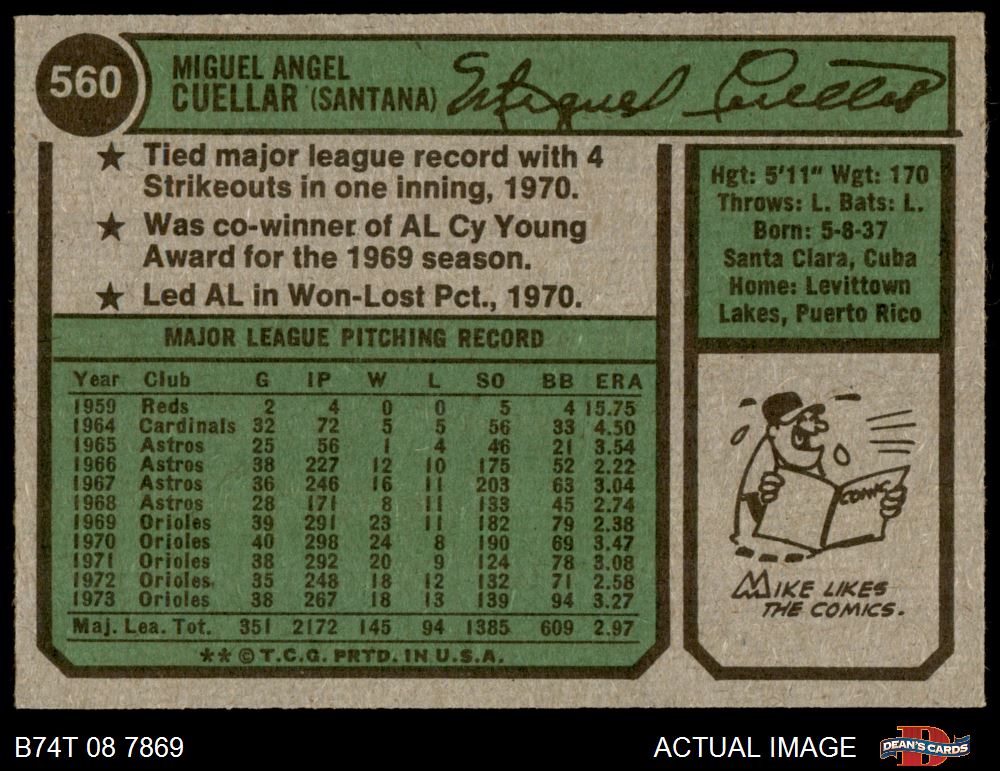 560
MIGUEL ANGEL
CUELLAR (SANTANA)
Miguel Cuellar
★ Tied major league record with 4
Strikeouts in one inning, 1970.
★ Was co-winner of AL Cy Young
Award for the 1969 season.
★ Led AL in Won-Lost Pct., 1970.
Hgt: 5'11" Wgt: 170
Throws: L. Bats: L.
Born: 5-8-37
Santa Clara, Cuba
Home: Levittown
Lakes, Puerto Rico
MAJOR LEAGUE PITCHING RECORD
Year Club G IP W L SO BB ERA
1959 Reds 2 4 0 0 5 4 15.75
1964 Cardinals 32 72 5 5 56 33 4.50
1965 Astros 25 56 1 4 46 21 3.54
1966 Astros 38 227 12 10 175 52 2.22
1967 Astros 36 246 16 11 203 63 3.04
1968 Astros 28 171 8 11 133 45 2.74
1969 Orioles 39 291 23 11 182 79 2.38
1970 Orioles 40 298 24 8 190 69 3.47
1971 Orioles 38 292 20 9 124 78 3.08
1972 Orioles 35 248 18 12 132 71 2.58
1973 Orioles 38 267 18 13 139 94 3.27
Maj. Lea. Tot. 351 2172 145 94 1385 609 2.97
** © T.C.G. PRTD. IN U.S.A.
COMIC
MIKE LIKES
THE COMICS.
B74T 08 7869
ACTUAL IMAGE
DEAN'S CARDS